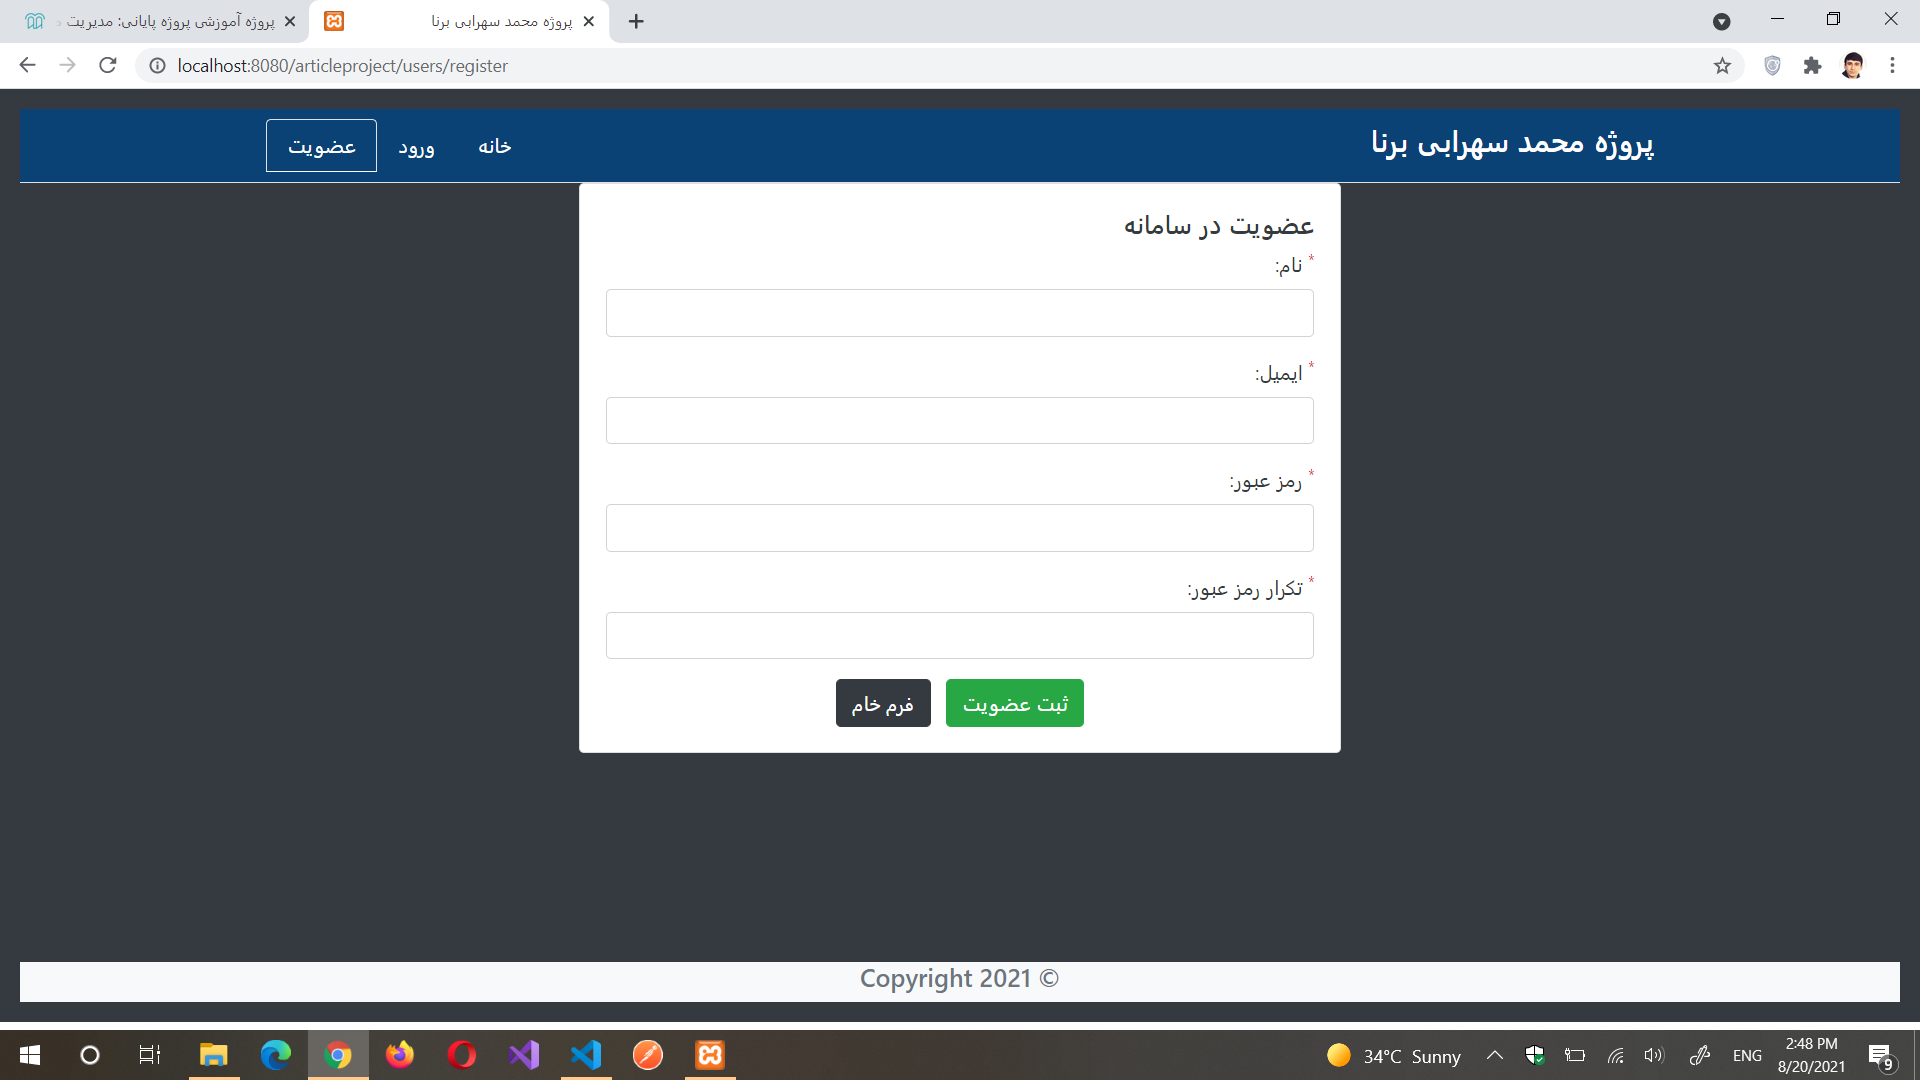 پروژه آموزشی پروژه پایانی: مدیریت
پروژه محمد سهرابی برنا
localhost:8080/articleproject/users/register
پروژه محمد سهرابی برنا
خانه
ورود
عضویت
عضویت در سامانه
* نام:
* ایمیل:
* رمز عبور:
* تکرار رمز عبور:
ثبت عضویت
فرم خام
Copyright 2021 ©
34°C Sunny
ENG
2:48 PM
8/20/2021
9